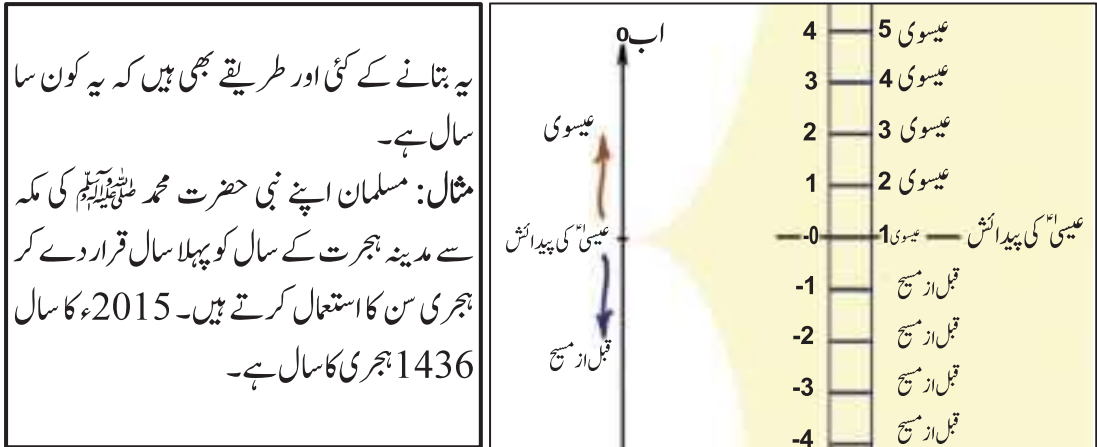 یہ بتانے کے کئی اور طریقے بھی ہیں کہ یہ کون سا
سال ہے۔
مثال: مسلمان اپنے نبی حضرت محمد ﷺ کی مکہ
سے مدینہ ہجرت کے سال کو پہلا سال قرار دے کر
ہجری سن کا استعمال کرتے ہیں۔ 2015ء کا سال
1436 ہجری کا سال ہے۔
اب 0
عیسوی
عیسیٰؑ کی پیدائش
قبل از مسیح
4 5 عیسوی
3 4 عیسوی
2 3 عیسوی
1 2 عیسوی
-0 1 عیسوی عیسیٰؑ کی پیدائش
-1 قبل از مسیح
-2 قبل از مسیح
-3 قبل از مسیح
-4 قبل از مسیح